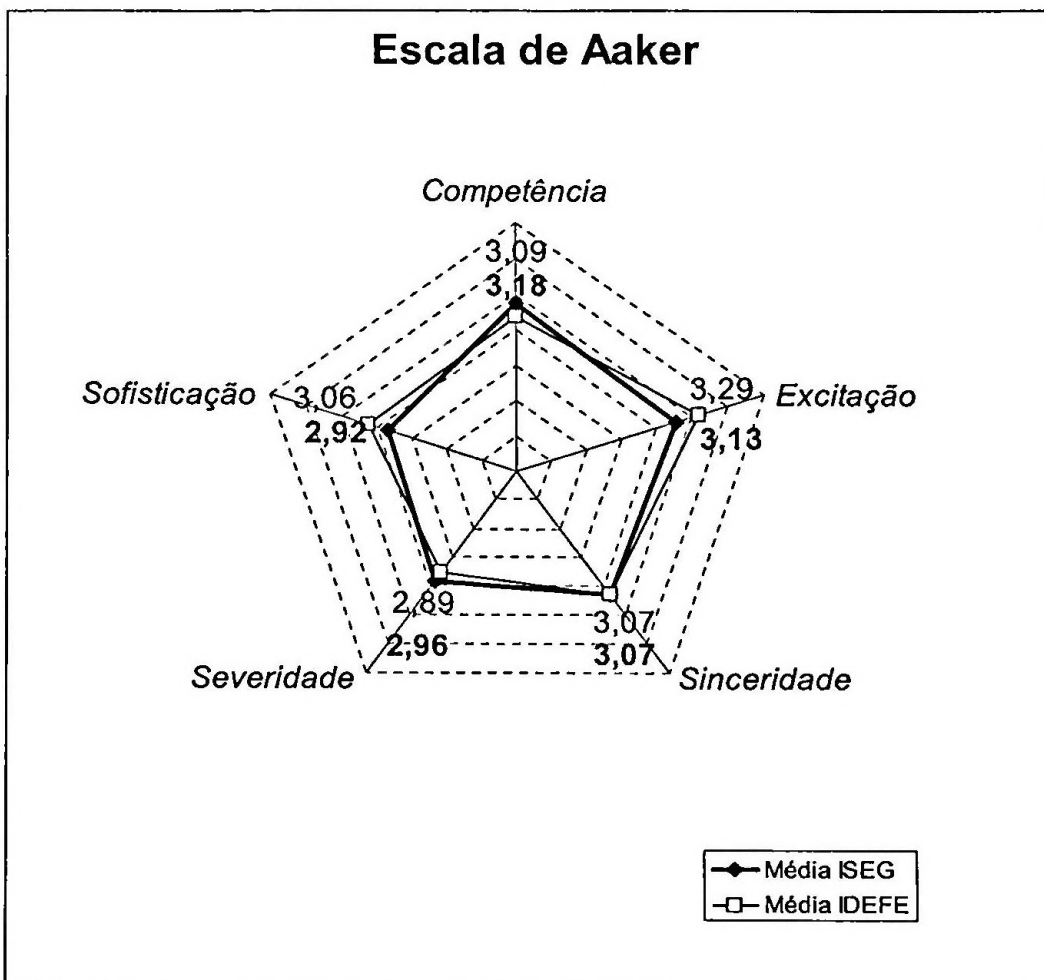 Escala de Aaker
Competência
3,09
3,18
Sofisticação
3,06
2,92
3,29
Excitação
3,13
2,89
2,96
Severidade
3,07
3,07
Sinceridade
Média ISEG
Média IDEFE